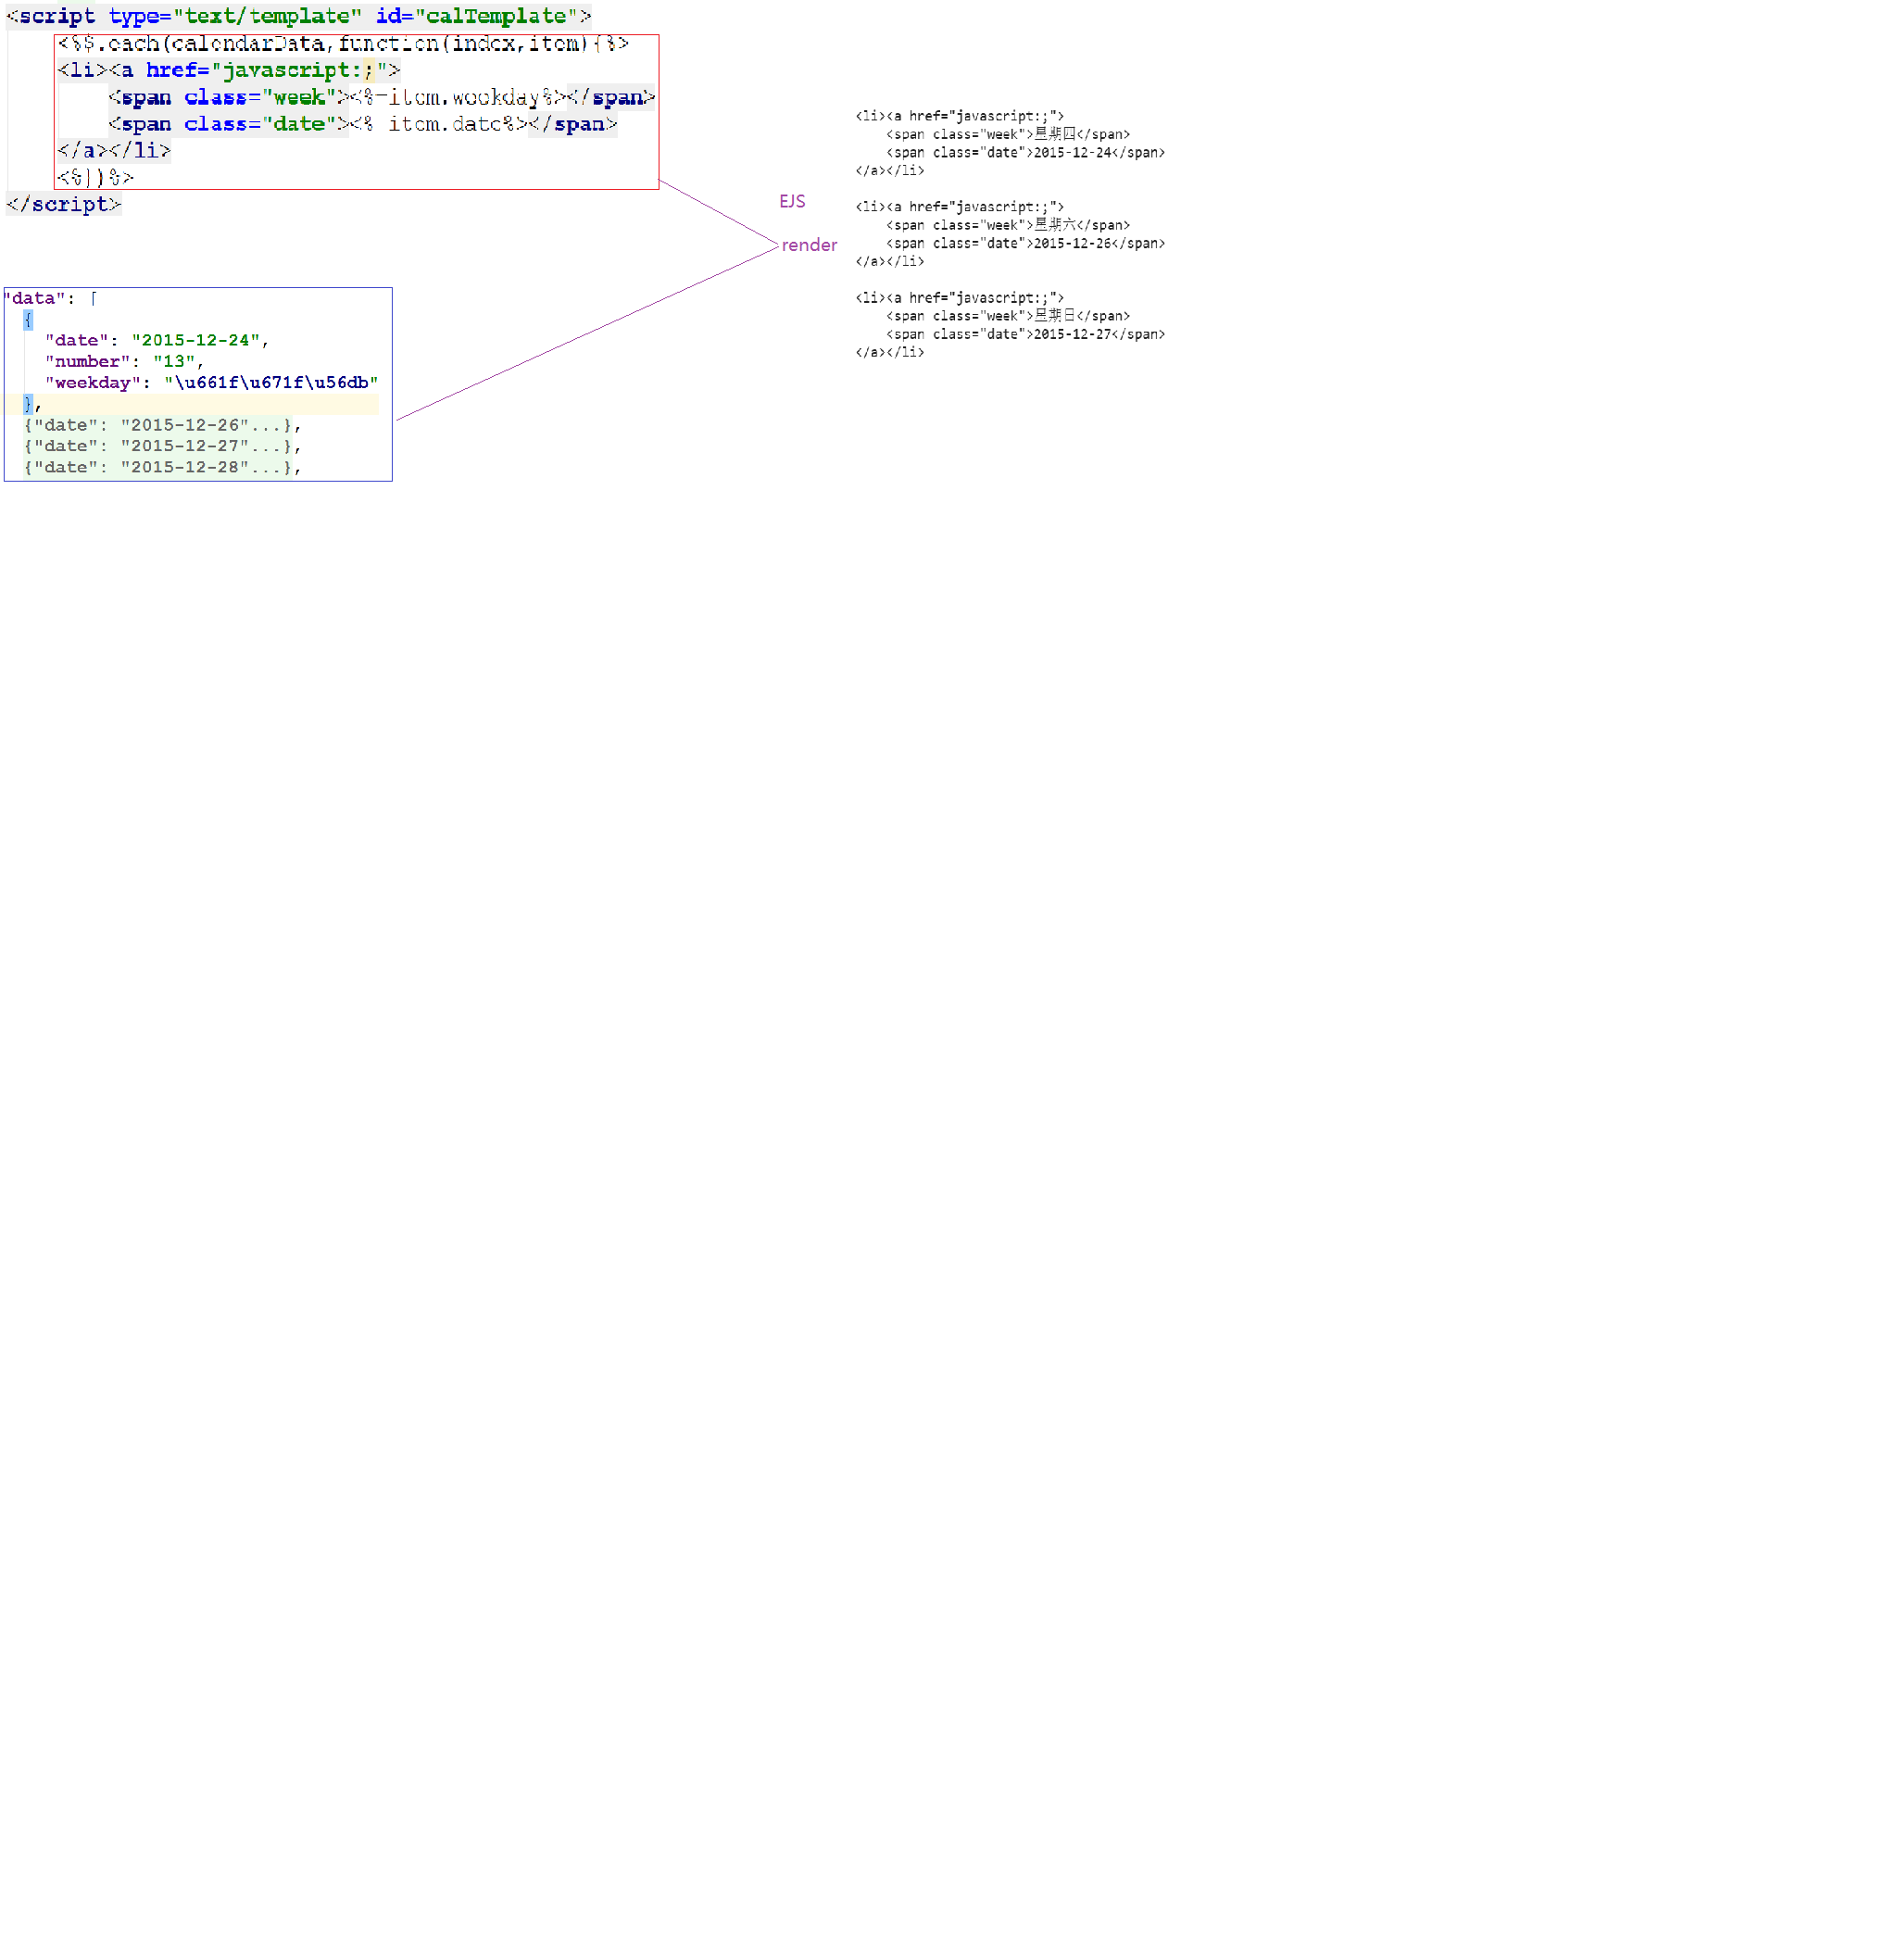 <script type="text/template" id="calTemplate">
<%$.each(calendarData,function(index,item){%>
<li><a href="javascript:;">
<span class="week"><%=item.weekday%></span>
<span class="date"><% item.date%></span>
</a></li>
<%})%>
</script>
"data": [
{
"date": "2015-12-24",
"number": "13",
"weekday": "\u661f\u671f\u56db"
},
{"date": "2015-12-26"...},
{"date": "2015-12-27"...},
{"date": "2015-12-28"...},
EJS
render
<li><a href="javascript:;">
<span class="week">星期四</span>
<span class="date">2015-12-24</span>
</a></li>
<li><a href="javascript:;">
<span class="week">星期六</span>
<span class="date">2015-12-26</span>
</a></li>
<li><a href="javascript:;">
<span class="week">星期日</span>
<span class="date">2015-12-27</span>
</a></li>